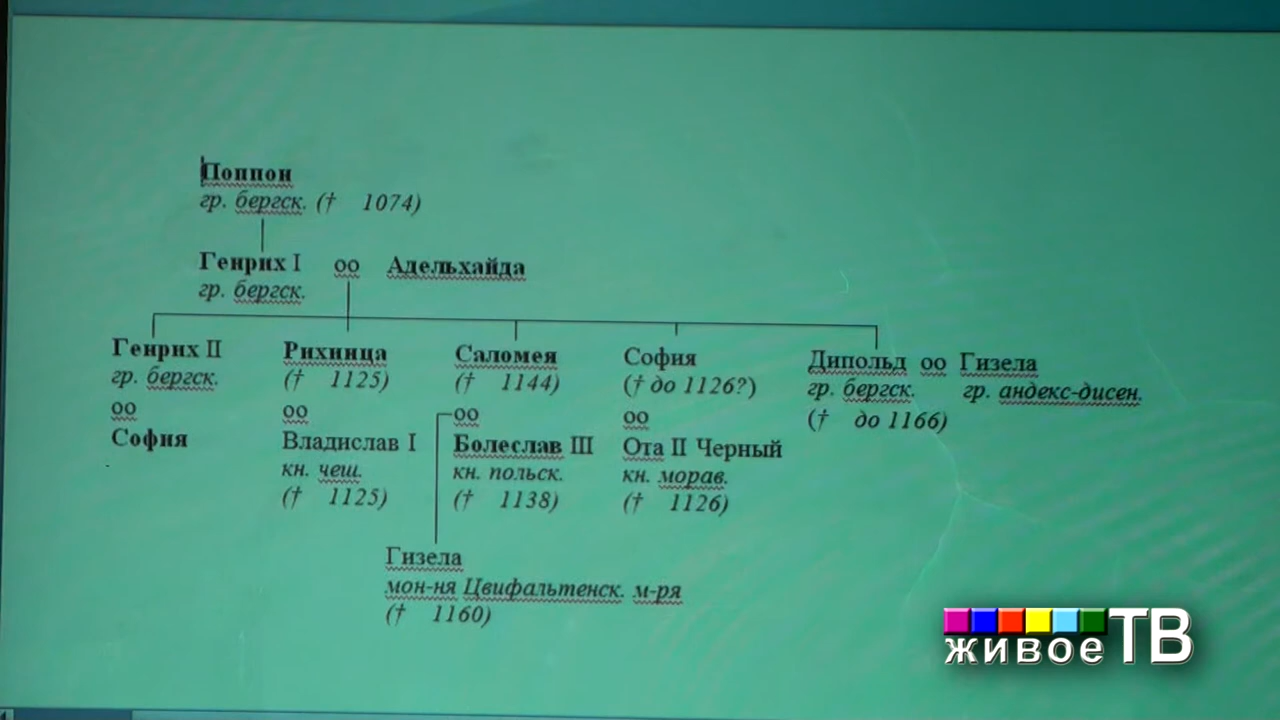 Поппон
гр. бергск. († 1074)
Генрих I оо Адельхайда
гр. бергск.
Генрих II
гр. бергск.
оо
София
Рихница
(† 1125)
оо
Владислав I
кн. чеш.
(† 1125)
Саломея
(† 1144)
оо
Болеслав III
кн. польск.
(† 1138)
София
(† до 1126?)
оо
Ота II Черный
кн. морав.
(† 1126)
Дипольд оо Гизела
гр. бергск. гр. андекс-дисен.
(† до 1166)
Гизела
мон-ня Цвифальтенск. м-ря
(† 1160)
живоеТВ